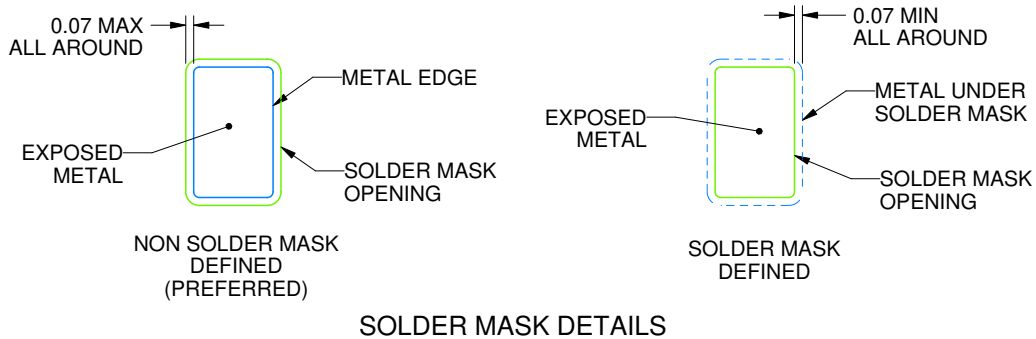 0.07 MAX
ALL AROUND
METAL EDGE
EXPOSED
METAL
SOLDER MASK
OPENING
NON SOLDER MASK
DEFINED
(PREFERRED)
0.07 MIN
ALL AROUND
METAL UNDER
SOLDER MASK
EXPOSED
METAL
SOLDER MASK
OPENING
SOLDER MASK
DEFINED
SOLDER MASK DETAILS